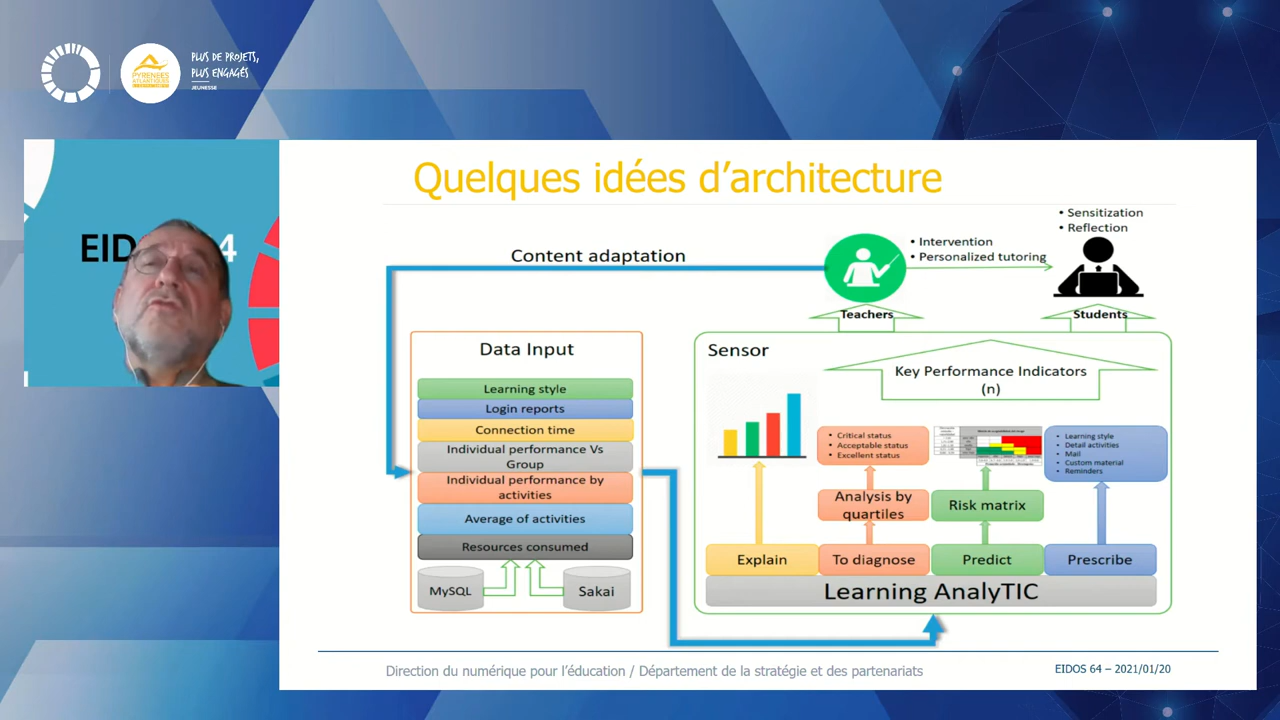 PLUS DE PROJETS,
PLUS ENGAGÉS
JEUNESSE
PYRÉNÉES
ATLANTIQUES
EID
4
Quelques idées d'architecture
• Sensitization
• Reflection
• Intervention
• Personalized tutoring
Content adaptation
Teachers
Students
Data Input
Learning style
Login reports
Connection time
Individual performance Vs
Group
Individual performance by
activities
Average of activities
Resources consumed
MySQL
Sakai
Sensor
Key Performance Indicators
(n)
• Critical status
• Acceptable status
• Excellent status
• Learning style
• Detail activities
• Mail
• Custom material
• Reminders
Analysis by
quartiles
Risk matrix
Explain
To diagnose
Predict
Prescribe
Learning AnalyTIC
Direction du numérique pour l'éducation / Département de la stratégie et des partenariats
EIDOS 64 – 2021/01/20